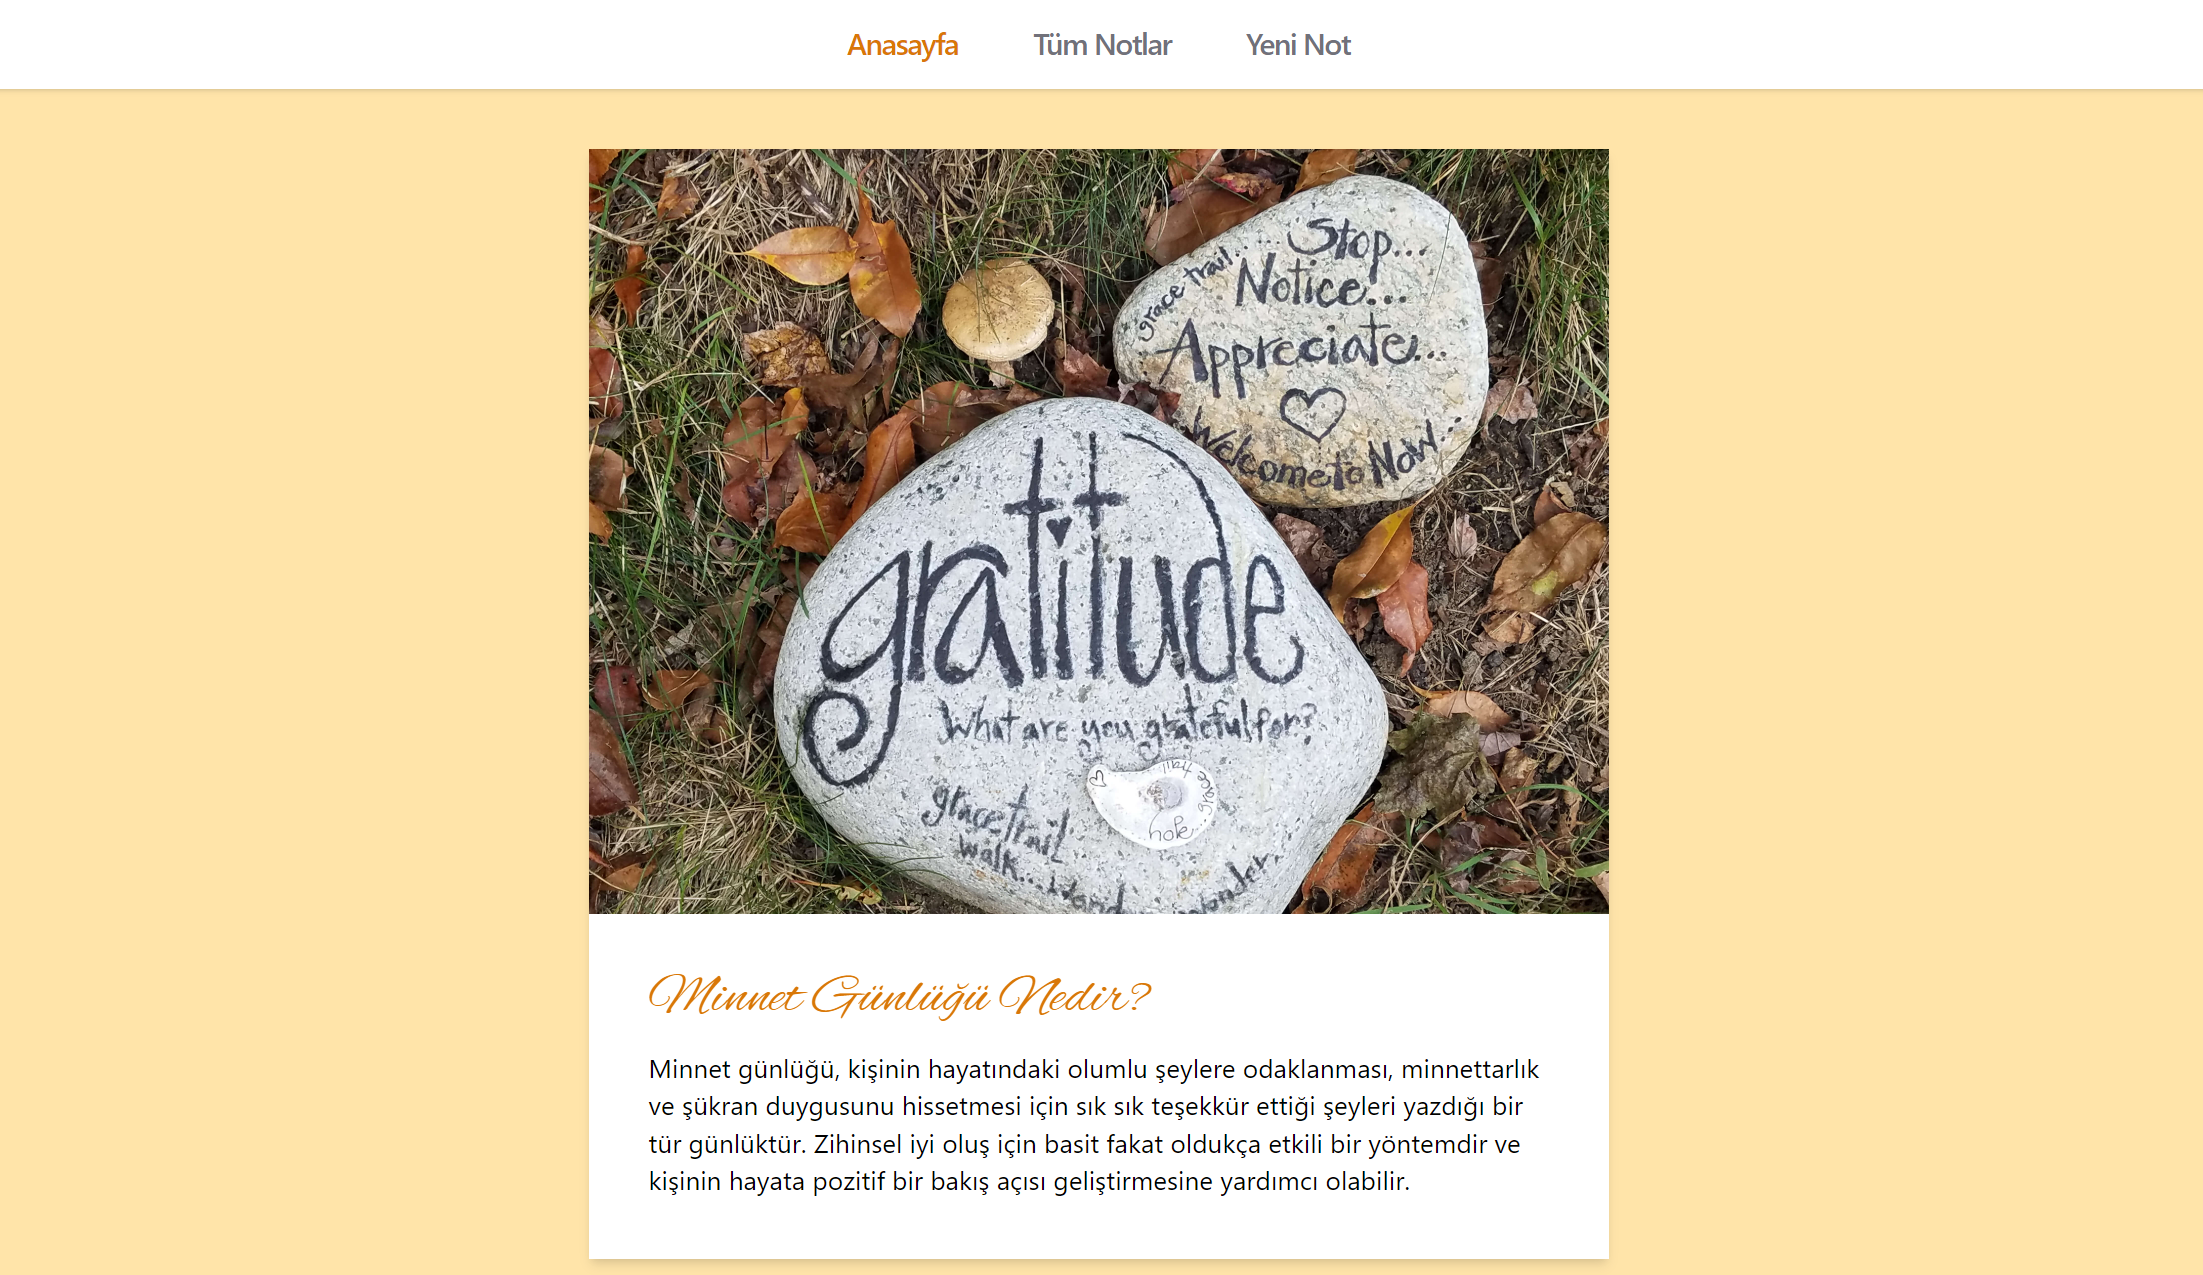 Anasayfa Tüm Notlar Yeni Not
Stop...
grace trail...
Notice...
Appreciate...
Welcome to Now...
gratitude
What are you grateful for?
grace trail
hope
grace trail
walk...
Minnet Günlüğü Nedir?
Minnet günlüğü, kişinin hayatındaki olumlu şeylere odaklanması, minnettarlık
ve şükran duygusunu hissetmesi için sık sık teşekkür ettiği şeyleri yazdığı bir
tür günlüktür. Zihinsel iyi oluş için basit fakat oldukça etkili bir yöntemdir ve
kişinin hayata pozitif bir bakış açısı geliştirmesine yardımcı olabilir.